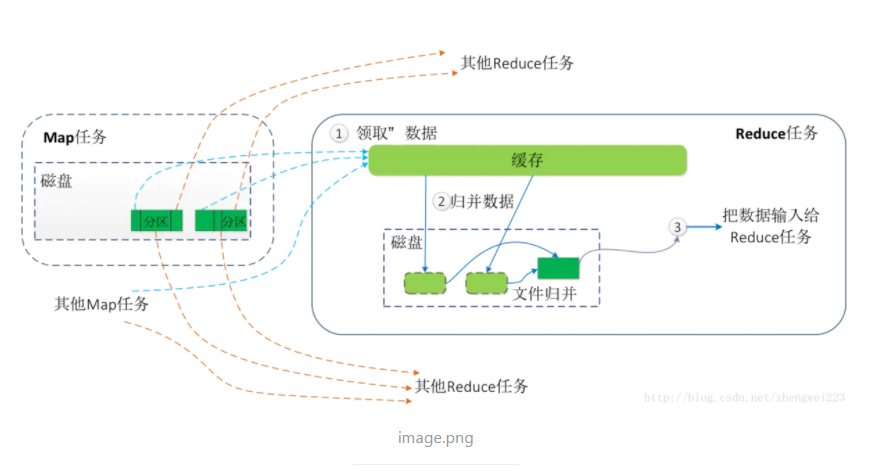 其他Reduce任务
Map任务
① 领取” 数据
Reduce任务
缓存
磁盘
分区
分区
②归并数据
磁盘
③
把数据输入给
Reduce任务
文件归并
其他Map任务
其他Reduce任务
http://blog.csdn.net/zhengwei223
image.png